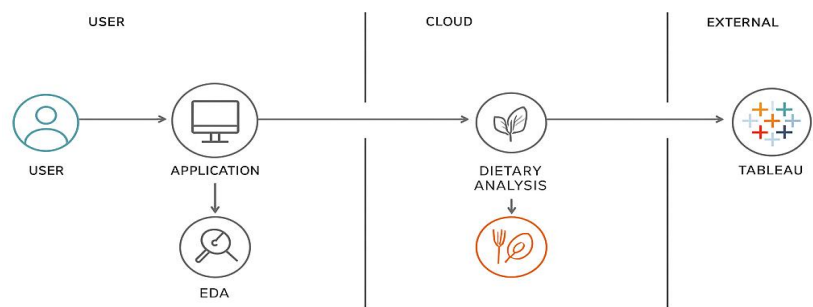 USER
CLOUD
EXTERNAL
USER
APPLICATION
DIETARY
ANALYSIS
TABLEAU
EDA